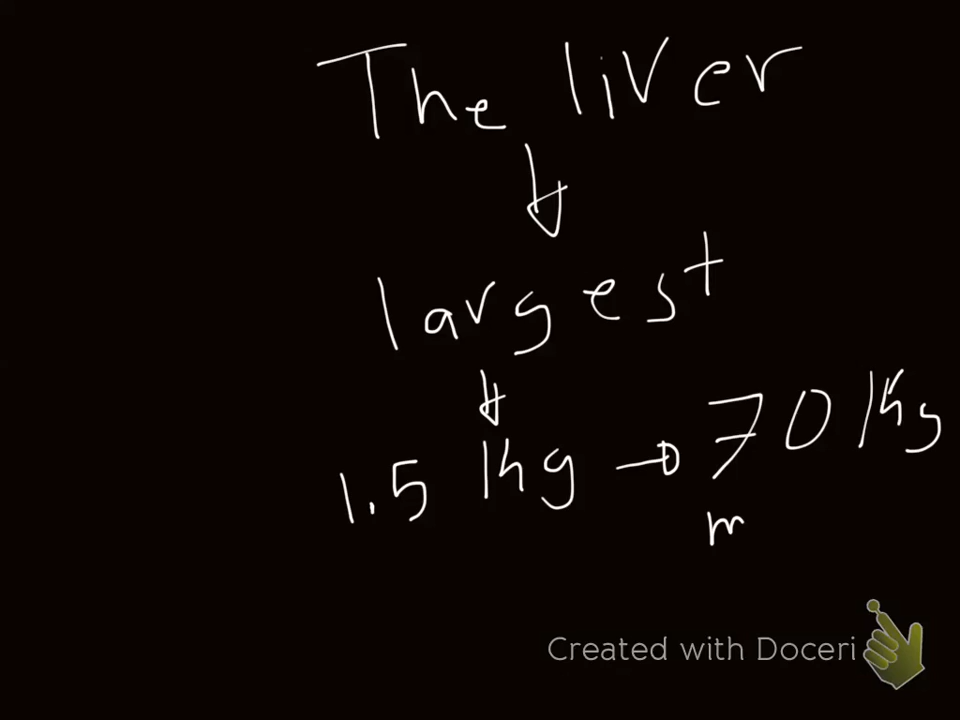 The liver
largest
1.5 Kg → 70 Kg
m
Created with Doceri